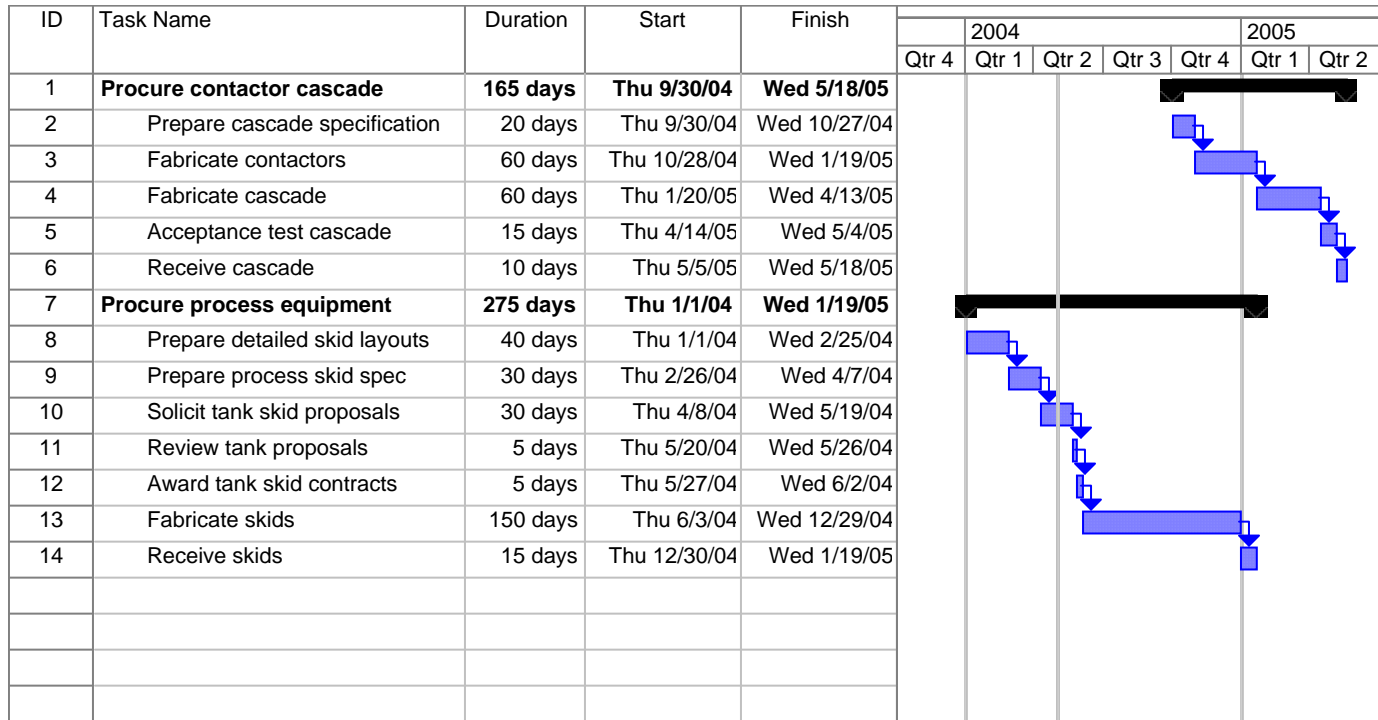 ID Task Name Duration Start Finish
2004 2005
Qtr 4 Qtr 1 Qtr 2 Qtr 3 Qtr 4 Qtr 1 Qtr 2
1 Procure contactor cascade 165 days Thu 9/30/04 Wed 5/18/05
2 Prepare cascade specification 20 days Thu 9/30/04 Wed 10/27/04
3 Fabricate contactors 60 days Thu 10/28/04 Wed 1/19/05
4 Fabricate cascade 60 days Thu 1/20/05 Wed 4/13/05
5 Acceptance test cascade 15 days Thu 4/14/05 Wed 5/4/05
6 Receive cascade 10 days Thu 5/5/05 Wed 5/18/05
7 Procure process equipment 275 days Thu 1/1/04 Wed 1/19/05
8 Prepare detailed skid layouts 40 days Thu 1/1/04 Wed 2/25/04
9 Prepare process skid spec 30 days Thu 2/26/04 Wed 4/7/04
10 Solicit tank skid proposals 30 days Thu 4/8/04 Wed 5/19/04
11 Review tank proposals 5 days Thu 5/20/04 Wed 5/26/04
12 Award tank skid contracts 5 days Thu 5/27/04 Wed 6/2/04
13 Fabricate skids 150 days Thu 6/3/04 Wed 12/29/04
14 Receive skids 15 days Thu 12/30/04 Wed 1/19/05